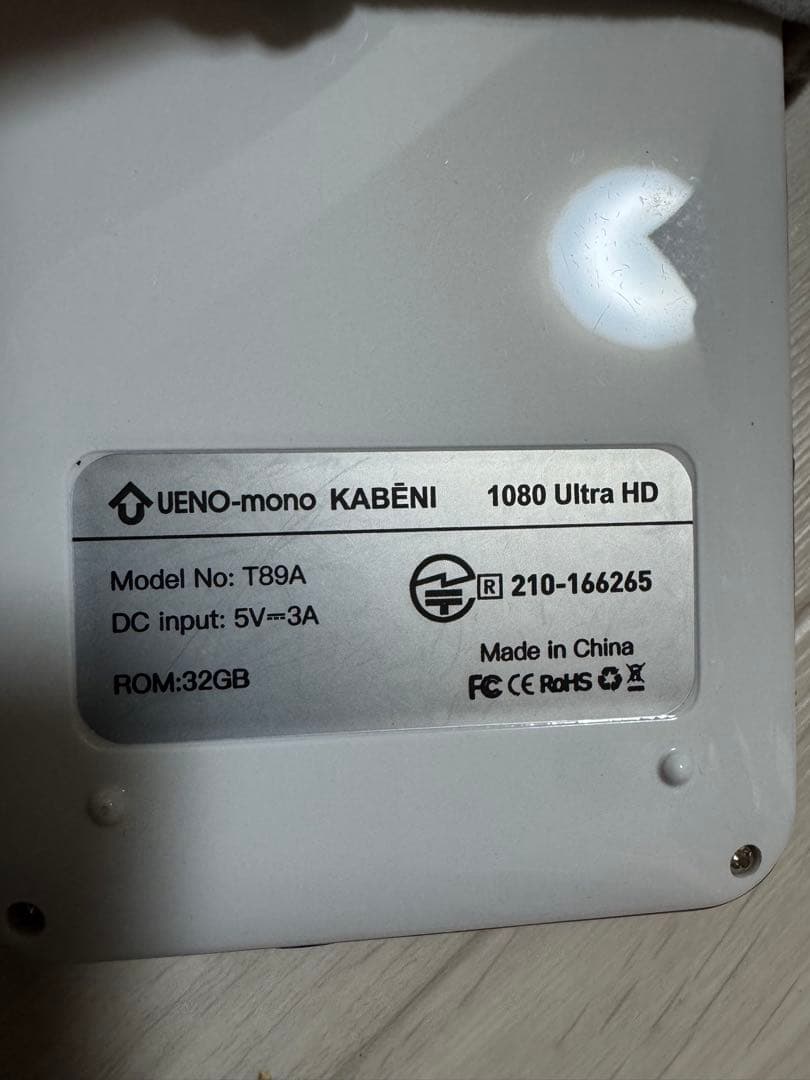 UENO-mono KABĒNI 1080 Ultra HD
Model No: T89A
DC input: 5V⎓3A
R 210-166265
ROM:32GB
Made in China
FC CE RoHS